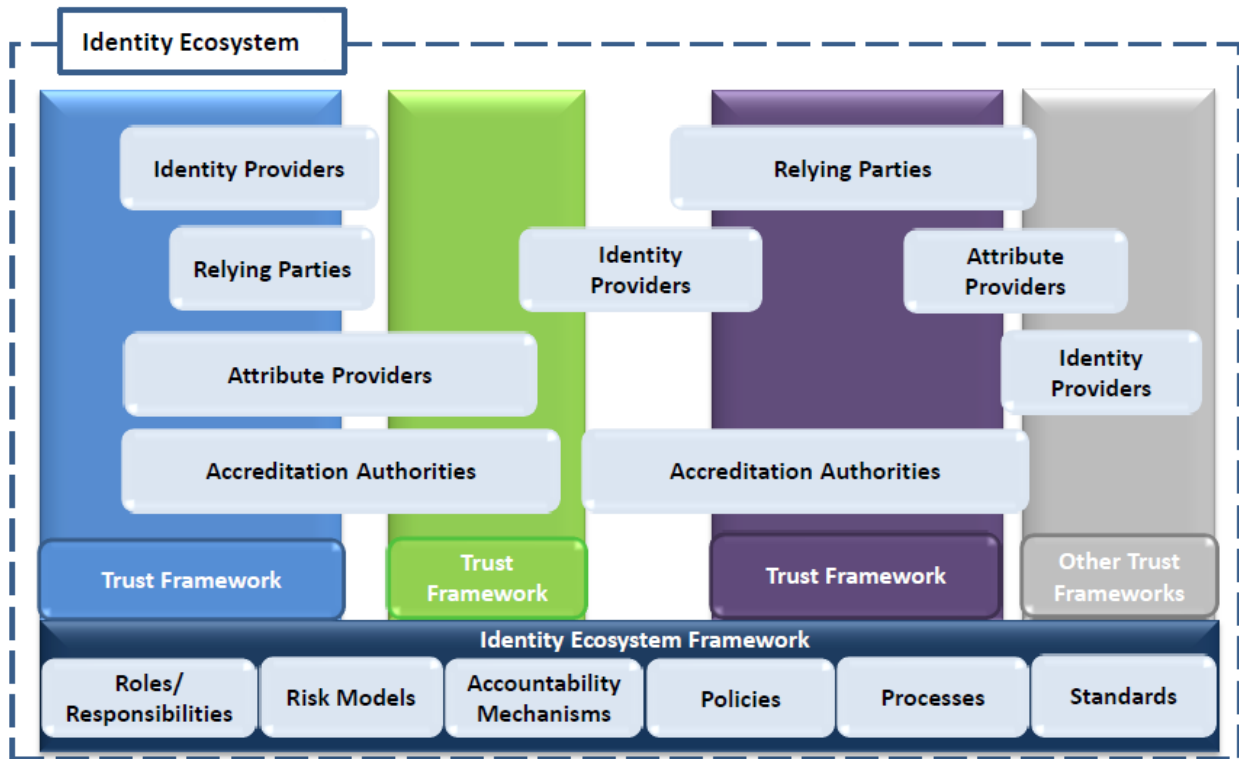 Identity Ecosystem
Identity Providers
Relying Parties
Relying Parties
Identity
Providers
Attribute
Providers
Attribute Providers
Identity
Providers
Accreditation Authorities
Accreditation Authorities
Trust Framework
Trust
Framework
Trust Framework
Other Trust
Frameworks
Identity Ecosystem Framework
Roles/
Responsibilities
Risk Models
Accountability
Mechanisms
Policies
Processes
Standards